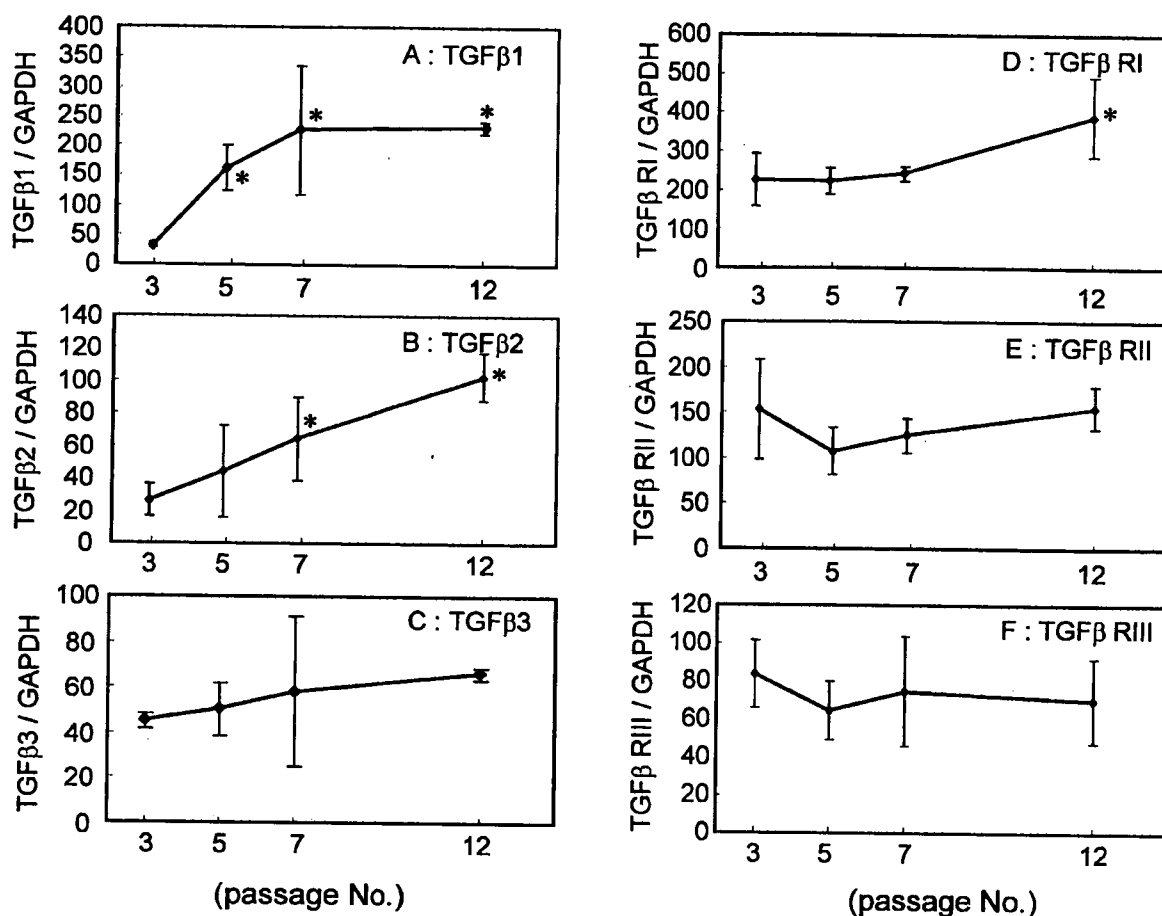 A : TGFβ1
TGFβ1 / GAPDH
400
350
300
250
200
150
100
50
0
*
*
*
3 5 7 12
B : TGFβ2
TGFβ2 / GAPDH
140
120
100
80
60
40
20
0
*
*
3 5 7 12
C : TGFβ3
TGFβ3 / GAPDH
100
80
60
40
20
0
3 5 7 12
(passage No.)
D : TGFβ RI
TGFβ RI / GAPDH
600
500
400
300
200
100
0
*
3 5 7 12
E : TGFβ RII
TGFβ RII / GAPDH
250
200
150
100
50
0
3 5 7 12
F : TGFβ RIII
TGFβ RIII / GAPDH
120
100
80
60
40
20
0
3 5 7 12
(passage No.)